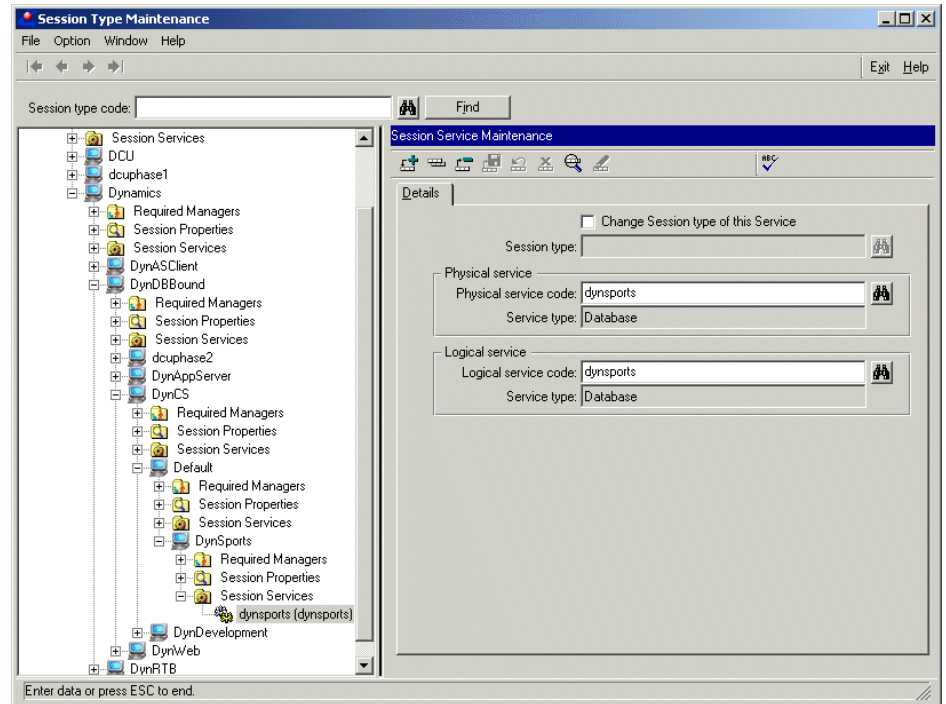 Session Type Maintenance
File Option Window Help
Exit Help
Session type code:
Find
Session Services
DCU
dcuphase1
Dynamics
Required Managers
Session Properties
Session Services
DynASClient
DynDBBound
Required Managers
Session Properties
Session Services
dcuphase2
DynAppServer
DynCS
Required Managers
Session Properties
Session Services
Default
Required Managers
Session Properties
Session Services
DynSports
Required Managers
Session Properties
Session Services
dynsports (dynsports)
DynDevelopment
DynWeb
DynRTB
Session Service Maintenance
ABC
Details
Change Session type of this Service
Session type:
Physical service
Physical service code: dynsports
Service type: Database
Logical service
Logical service code: dynsports
Service type: Database
Enter data or press ESC to end.